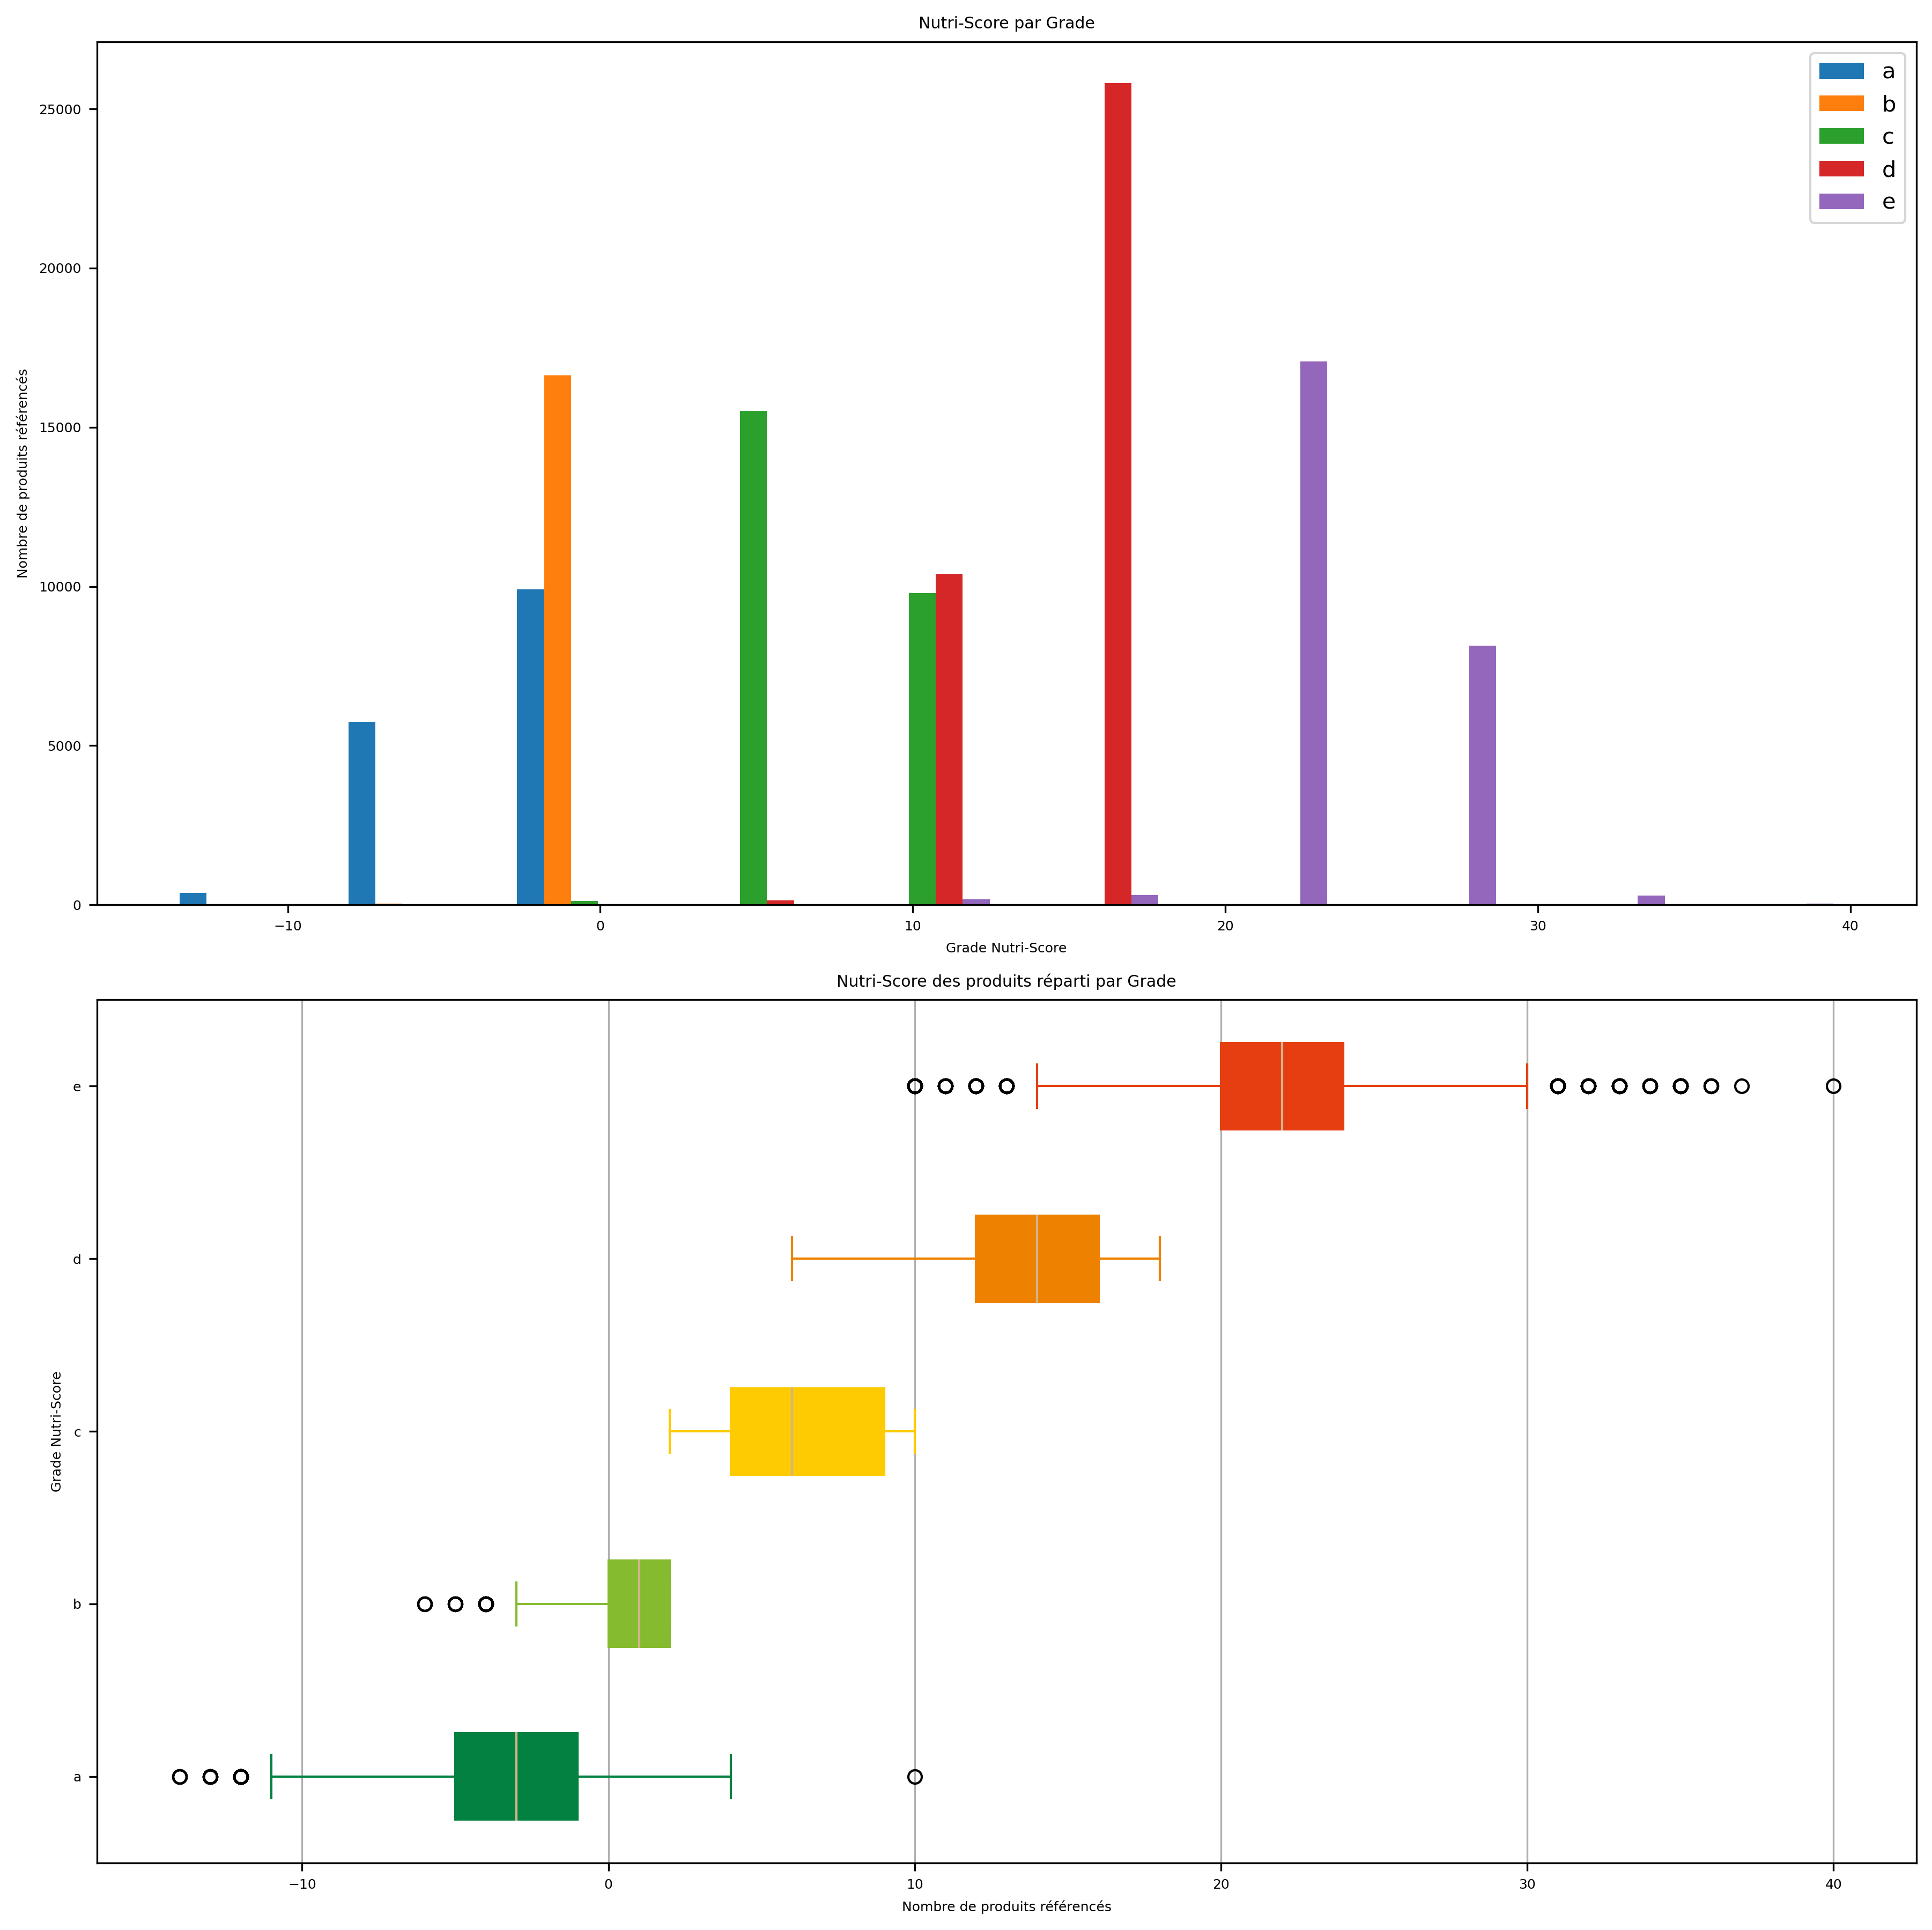 Nutri-Score par Grade
Nombre de produits référencés
25000
20000
15000
10000
5000
0
a
b
c
d
e
−10 0 10 20 30 40
Grade Nutri-Score
Nutri-Score des produits réparti par Grade
Grade Nutri-Score
e
d
c
b
a
−10 0 10 20 30 40
Nombre de produits référencés